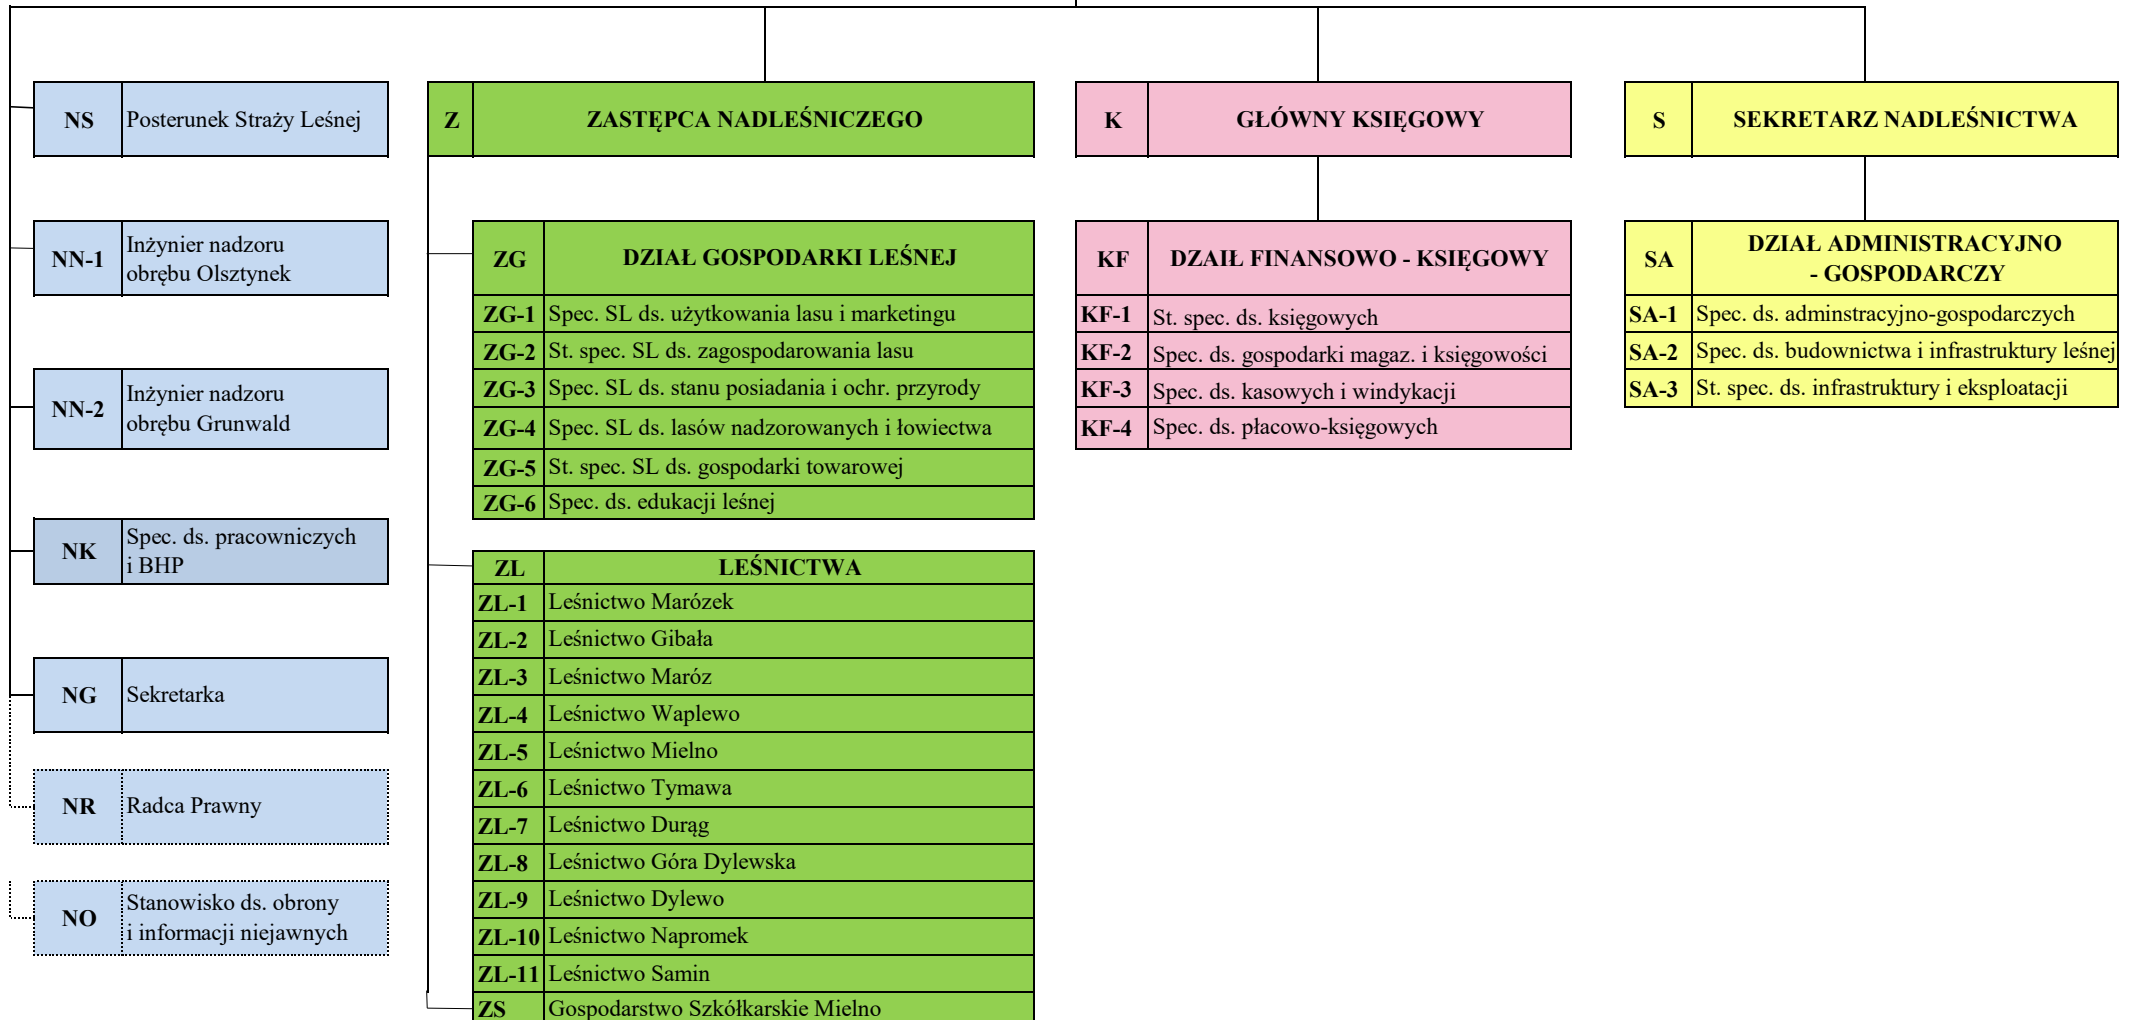 NS Posterunek Straży Leśnej
NN-1 Inżynier nadzoru
obrębu Olsztynek
NN-2 Inżynier nadzoru
obrębu Grunwald
NK Spec. ds. pracowniczych
i BHP
NG Sekretarka
NR Radca Prawny
NO Stanowisko ds. obrony
i informacji niejawnych
Z ZASTĘPCA NADLEŚNICZEGO
ZG DZIAŁ GOSPODARKI LEŚNEJ
ZG-1 Spec. SL ds. użytkowania lasu i marketingu
ZG-2 St. spec. SL ds. zagospodarowania lasu
ZG-3 Spec. SL ds. stanu posiadania i ochr. przyrody
ZG-4 Spec. SL ds. lasów nadzorowanych i łowiectwa
ZG-5 St. spec. SL ds. gospodarki towarowej
ZG-6 Spec. ds. edukacji leśnej
ZL LEŚNICTWA
ZL-1 Leśnictwo Marózek
ZL-2 Leśnictwo Gibała
ZL-3 Leśnictwo Maróz
ZL-4 Leśnictwo Waplewo
ZL-5 Leśnictwo Mielno
ZL-6 Leśnictwo Tymawa
ZL-7 Leśnictwo Durąg
ZL-8 Leśnictwo Góra Dylewska
ZL-9 Leśnictwo Dylewo
ZL-10 Leśnictwo Napromek
ZL-11 Leśnictwo Samin
ZS Gospodarstwo Szkółkarskie Mielno
K GŁÓWNY KSIĘGOWY
KF DZAIŁ FINANSOWO - KSIĘGOWY
KF-1 St. spec. ds. księgowych
KF-2 Spec. ds. gospodarki magaz. i księgowości
KF-3 Spec. ds. kasowych i windykacji
KF-4 Spec. ds. płacowo-księgowych
S SEKRETARZ NADLEŚNICTWA
SA DZIAŁ ADMINISTRACYJNO
- GOSPODARCZY
SA-1 Spec. ds. adminstracyjno-gospodarczych
SA-2 Spec. ds. budownictwa i infrastruktury leśnej
SA-3 St. spec. ds. infrastruktury i eksploatacji